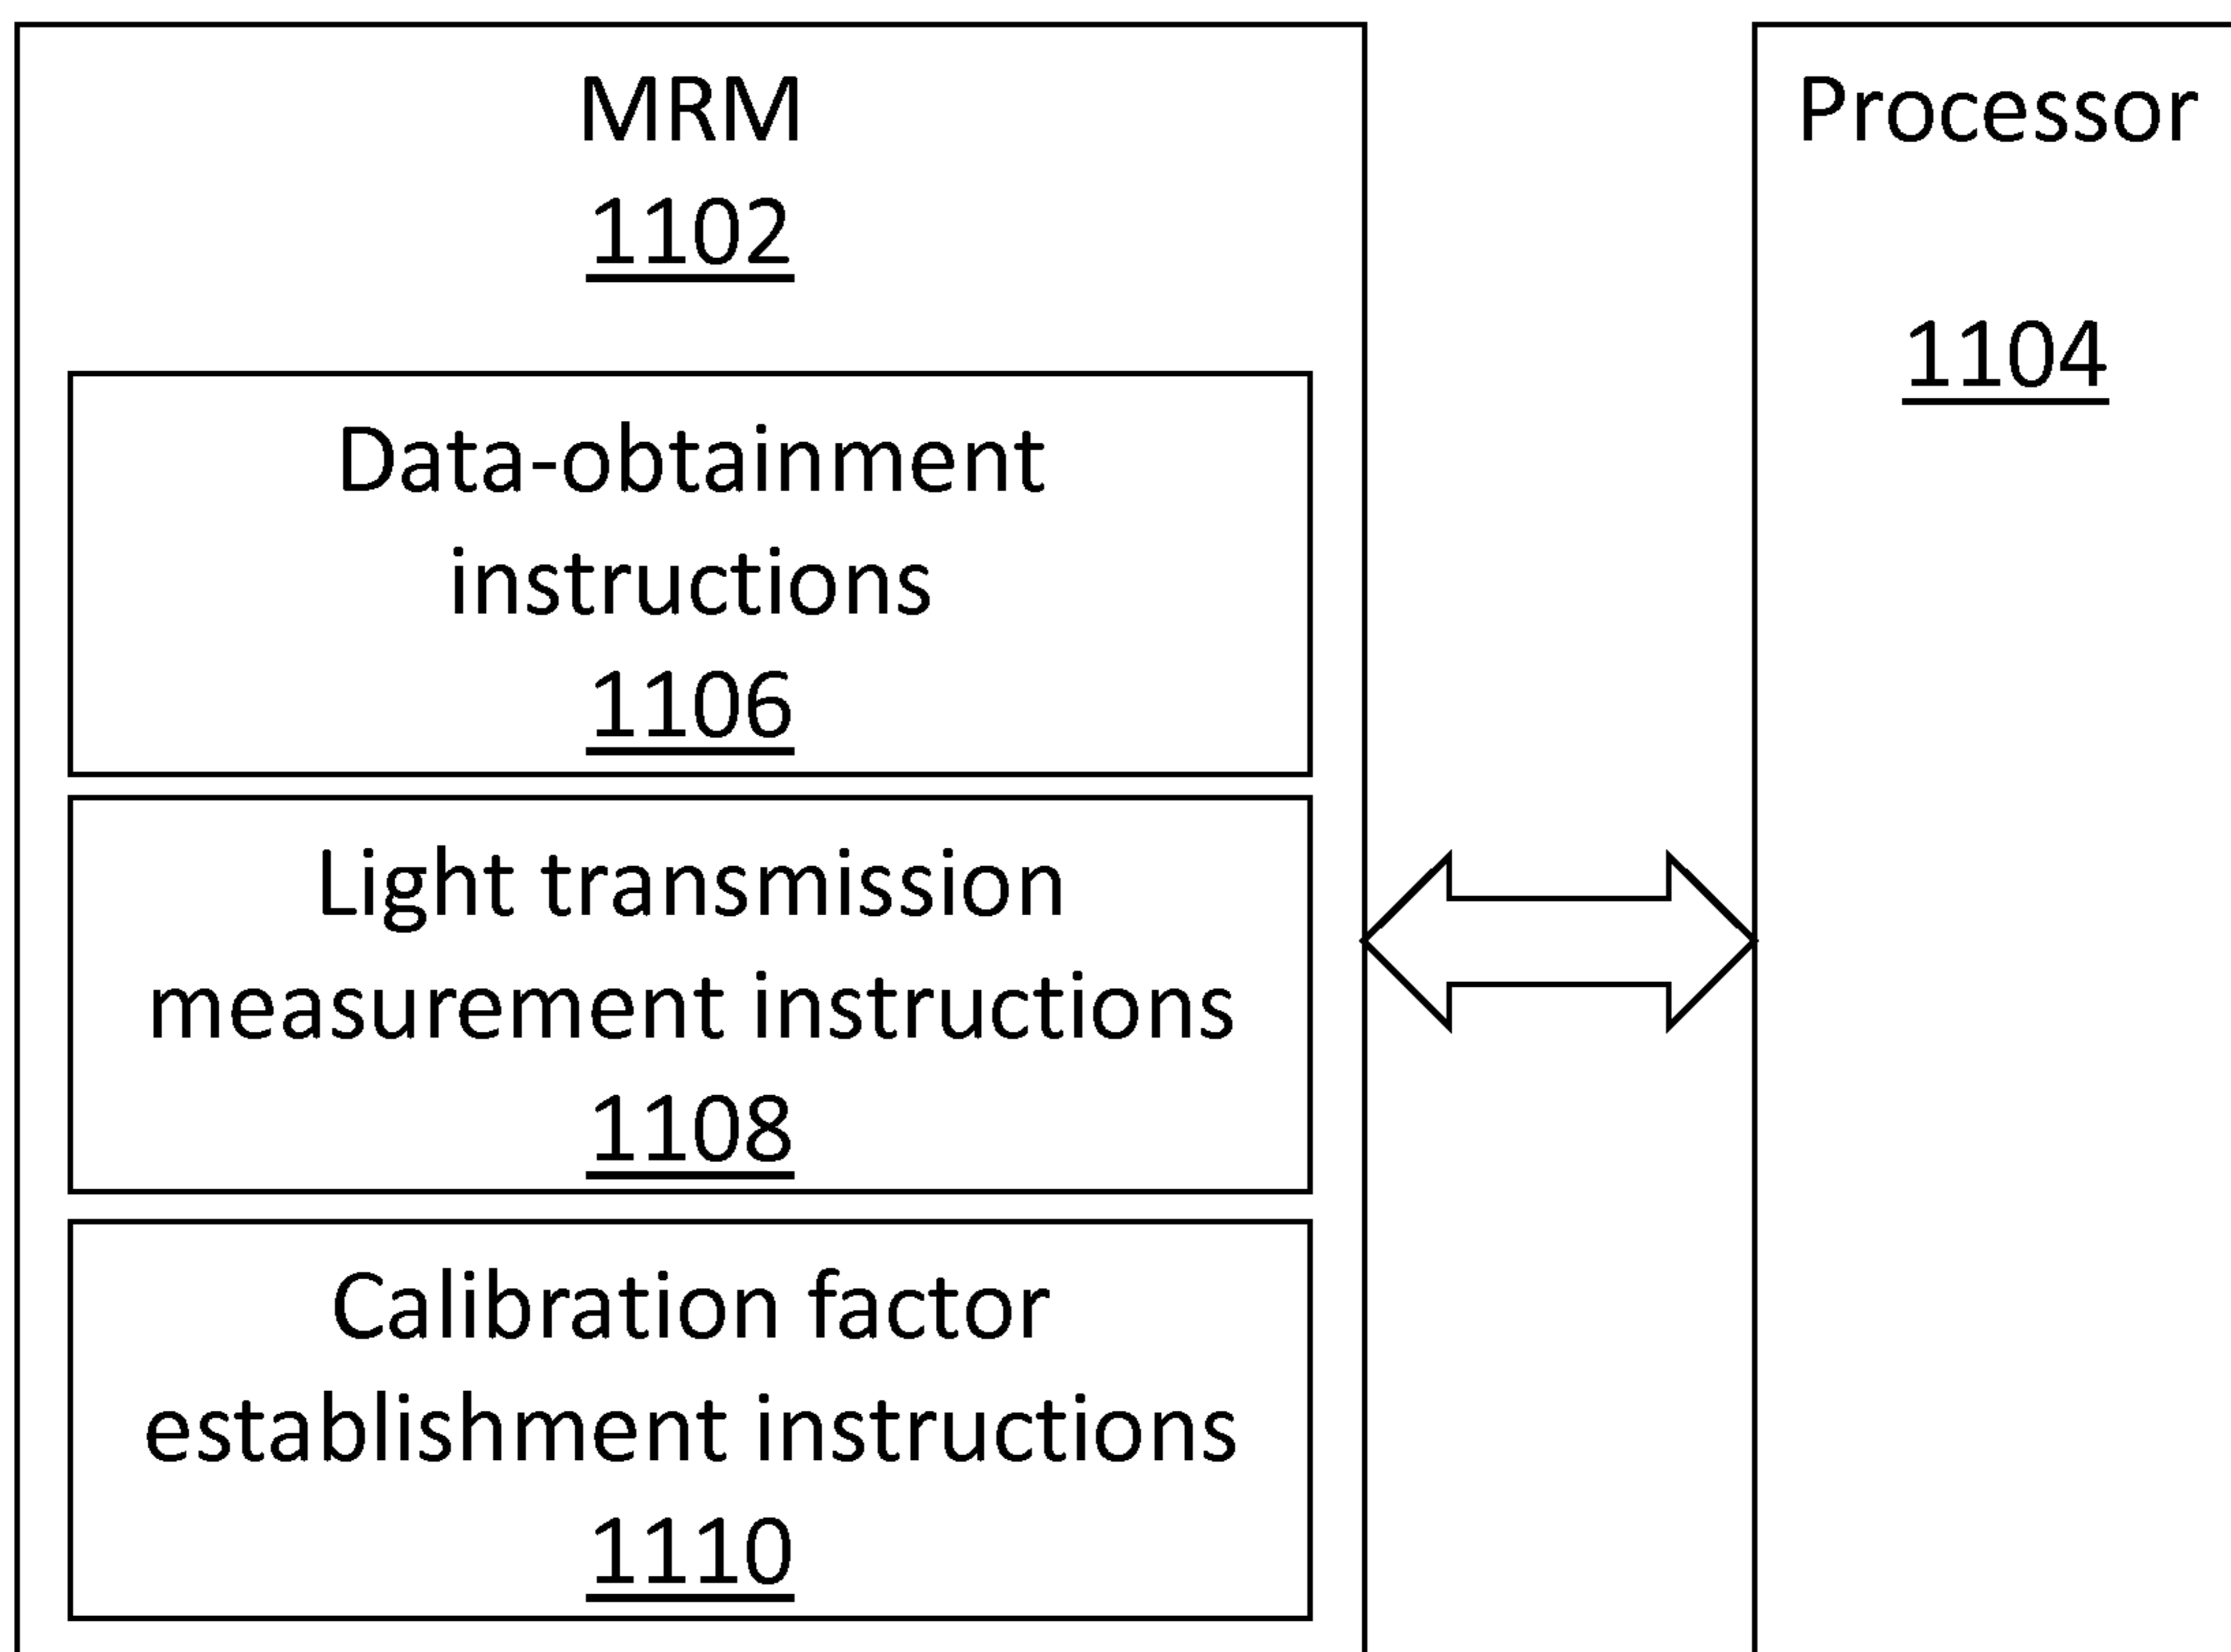 MRM
1102
Data-obtainment
instructions
1106
Light transmission
measurement instructions
1108
Calibration factor
establishment instructions
1110
Processor
1104